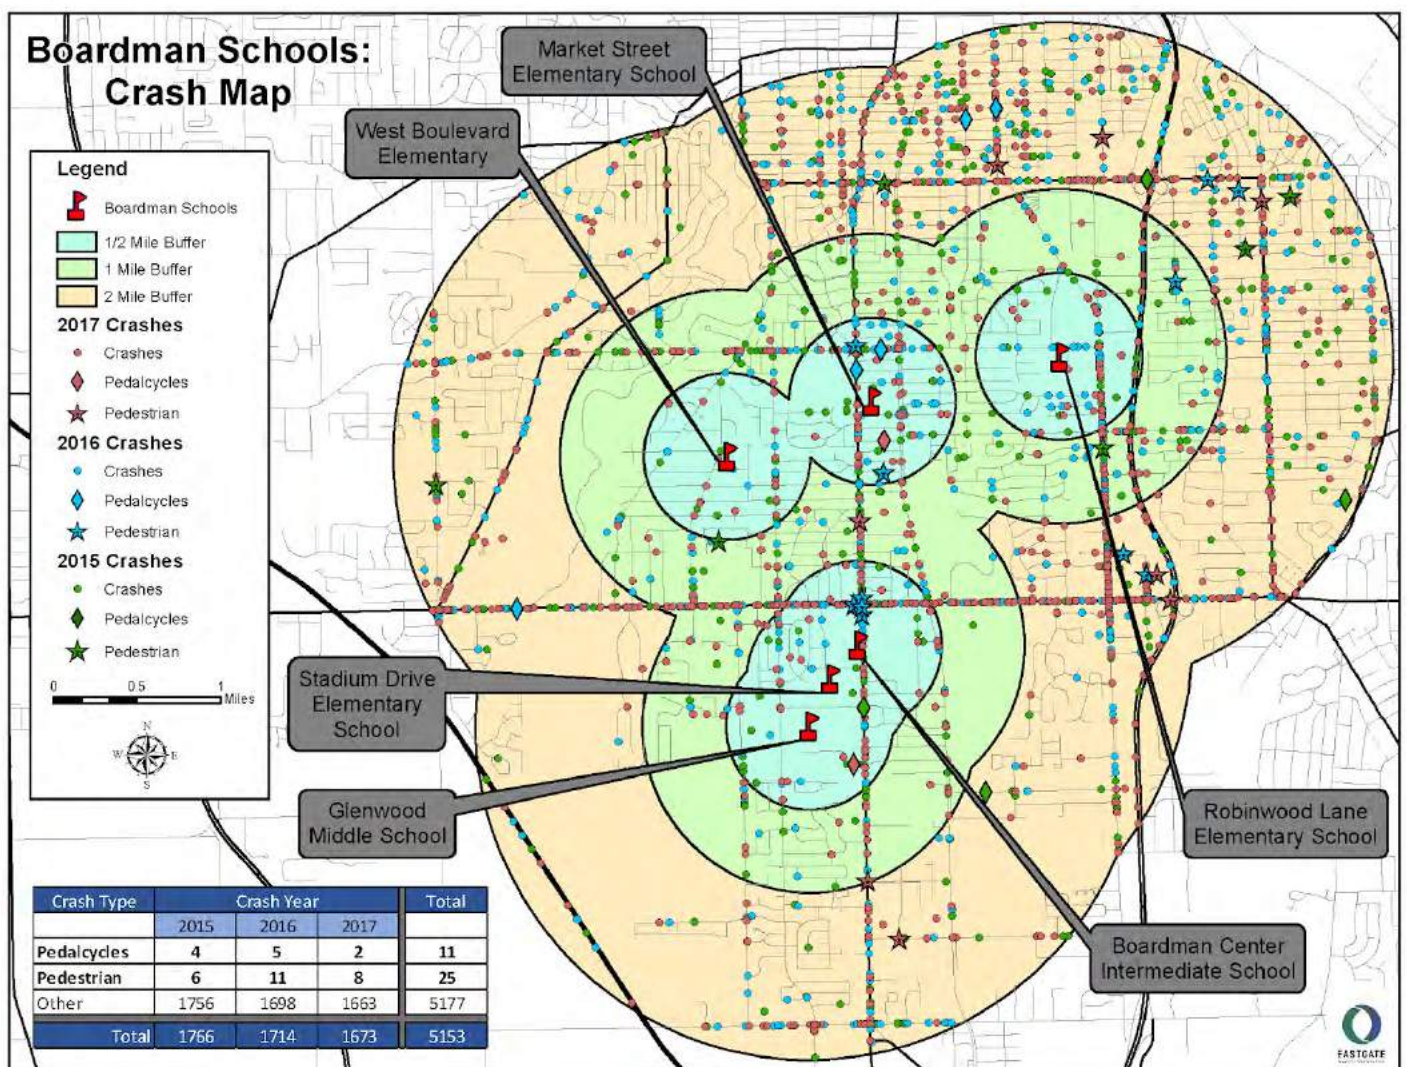 Boardman Schools:
Crash Map
Market Street
Elementary School
West Boulevard
Elementary
Legend
Boardman Schools
1/2 Mile Buffer
1 Mile Buffer
2 Mile Buffer
2017 Crashes
Crashes
Pedalcycles
Pedestrian
2016 Crashes
Crashes
Pedalcycles
Pedestrian
2015 Crashes
Crashes
Pedalcycles
Pedestrian
0 0.5 1
Miles
N
W E
S
Stadium Drive
Elementary
School
Glenwood
Middle School
Robinwood Lane
Elementary School
Boardman Center
Intermediate School
Crash Type Crash Year Total
2015 2016 2017
Pedalcycles 4 5 2 11
Pedestrian 6 11 8 25
Other 1756 1698 1663 5177
Total 1766 1714 1673 5153
EASTGATE